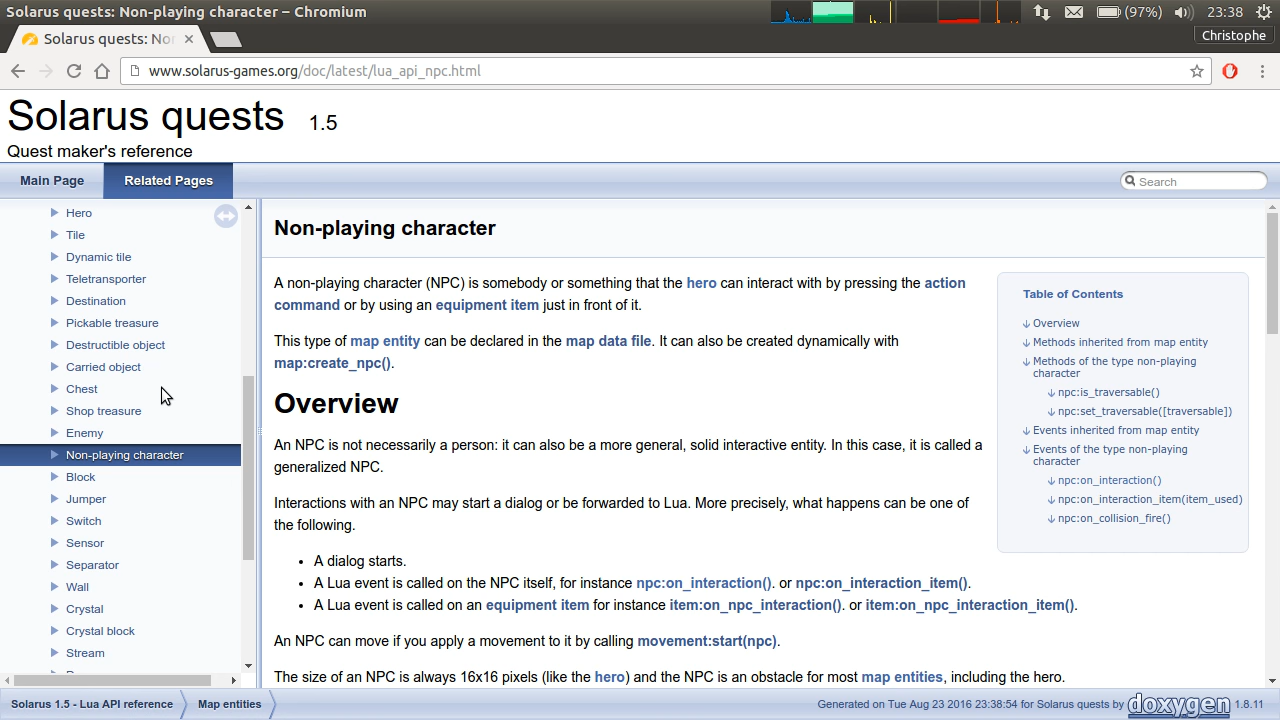 Solarus quests: Non-playing character – Chromium
(97%)
23:38
Solarus quests: Nor
Christophe
www.solarus-games.org/doc/latest/lua_api_npc.html
Solarus quests 1.5
Quest maker's reference
Main Page
Related Pages
Search
Hero
Tile
Dynamic tile
Teletransporter
Destination
Pickable treasure
Destructible object
Carried object
Chest
Shop treasure
Enemy
Non-playing character
Block
Jumper
Switch
Sensor
Separator
Wall
Crystal
Crystal block
Stream
Non-playing character
A non-playing character (NPC) is somebody or something that the hero can interact with by pressing the action
command or by using an equipment item just in front of it.
This type of map entity can be declared in the map data file. It can also be created dynamically with
map:create_npc().
Overview
An NPC is not necessarily a person: it can also be a more general, solid interactive entity. In this case, it is called a
generalized NPC.
Interactions with an NPC may start a dialog or be forwarded to Lua. More precisely, what happens can be one of
the following.
• A dialog starts.
• A Lua event is called on the NPC itself, for instance npc:on_interaction(). or npc:on_interaction_item().
• A Lua event is called on an equipment item for instance item:on_npc_interaction(). or item:on_npc_interaction_item().
An NPC can move if you apply a movement to it by calling movement:start(npc).
The size of an NPC is always 16x16 pixels (like the hero) and the NPC is an obstacle for most map entities, including the hero.
Table of Contents
↓ Overview
↓ Methods inherited from map entity
↓ Methods of the type non-playing
character
↓ npc:is_traversable()
↓ npc:set_traversable([traversable])
↓ Events inherited from map entity
↓ Events of the type non-playing
character
↓ npc:on_interaction()
↓ npc:on_interaction_item(item_used)
↓ npc:on_collision_fire()
Solarus 1.5 - Lua API reference
Map entities
Generated on Tue Aug 23 2016 23:38:54 for Solarus quests by doxygen 1.8.11